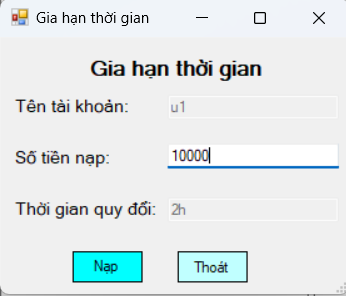 Gia hạn thời gian
Gia hạn thời gian
Tên tài khoản: u1
Số tiền nạp: 10000
Thời gian quy đổi: 2h
Nạp Thoát